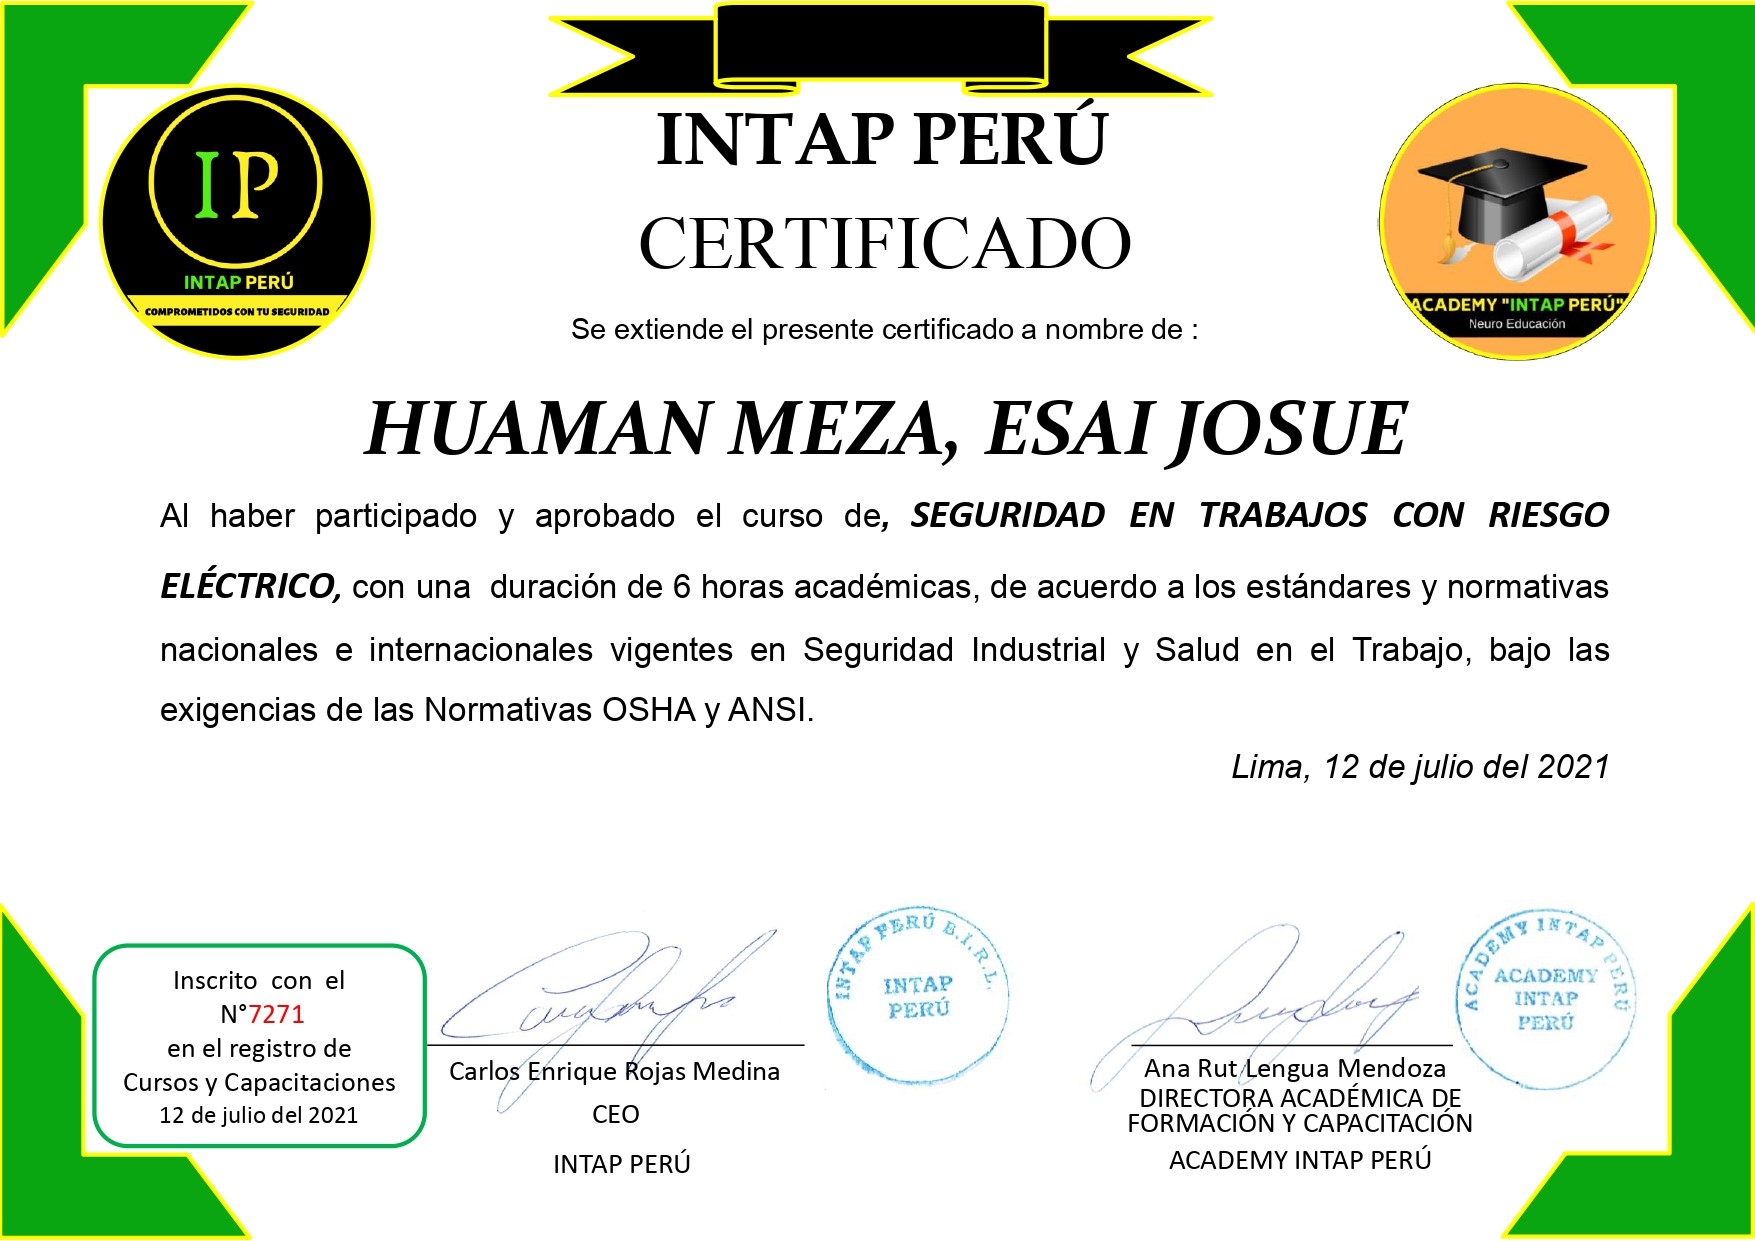 INTAP PERÚ
CERTIFICADO
IP
INTAP PERÚ
COMPROMETIDOS CON TU SEGURIDAD
ACADEMY "INTAP PERÚ"
Neuro Educación
Se extiende el presente certificado a nombre de :
HUAMAN MEZA, ESAI JOSUE
Al haber participado y aprobado el curso de, SEGURIDAD EN TRABAJOS CON RIESGO
ELÉCTRICO, con una duración de 6 horas académicas, de acuerdo a los estándares y normativas
nacionales e internacionales vigentes en Seguridad Industrial y Salud en el Trabajo, bajo las
exigencias de las Normativas OSHA y ANSI.
Lima, 12 de julio del 2021
Inscrito con el
N°7271
en el registro de
Cursos y Capacitaciones
12 de julio del 2021
Carlos Enrique Rojas Medina
CEO
INTAP PERÚ
INTAP PERÚ E.I.R.L.
INTAP
PERÚ
Ana Rut Lengua Mendoza
DIRECTORA ACADÉMICA DE
FORMACIÓN Y CAPACITACIÓN
ACADEMY INTAP PERÚ
ACADEMY INTAP PERÚ
ACADEMY
INTAP
PERÚ